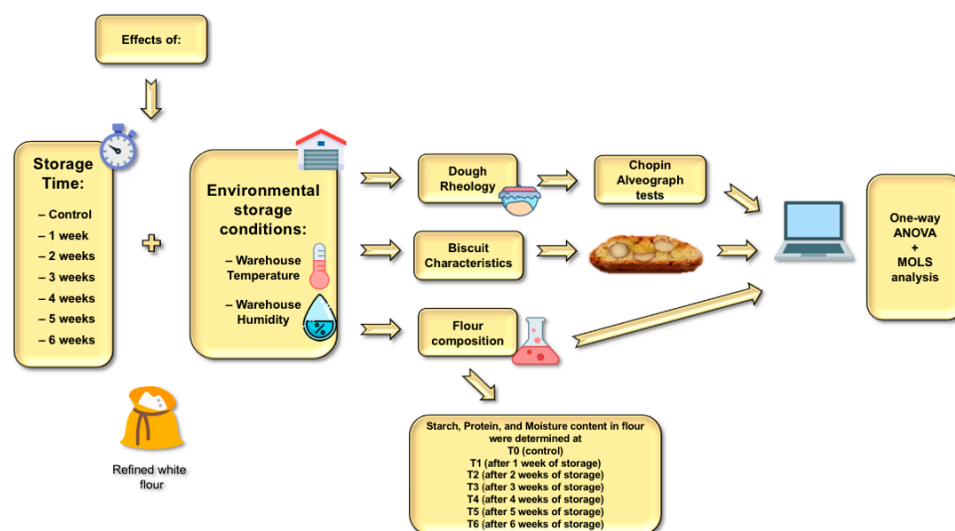 Effects of:
Storage
Time:
– Control
– 1 week
– 2 weeks
– 3 weeks
– 4 weeks
– 5 weeks
– 6 weeks
Refined white
flour
Environmental
storage
conditions:
– Warehouse
Temperature
– Warehouse
Humidity
%
Dough
Rheology
Chopin
Alveograph
tests
Biscuit
Characteristics
Flour
composition
Starch, Protein, and Moisture content in flour
were determined at
T0 (control)
T1 (after 1 week of storage)
T2 (after 2 weeks of storage)
T3 (after 3 weeks of storage)
T4 (after 4 weeks of storage)
T5 (after 5 weeks of storage)
T6 (after 6 weeks of storage)
One-way
ANOVA
+
MOLS
analysis